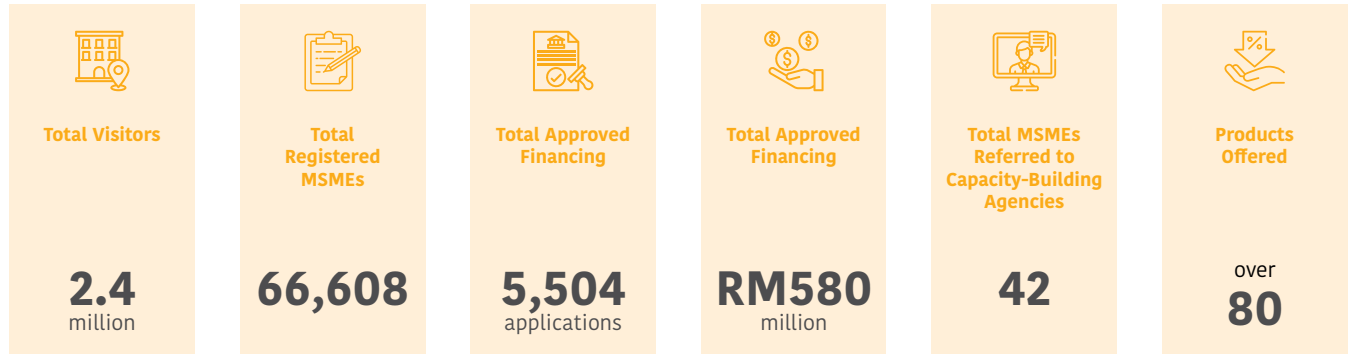 Total Visitors
2.4
million
Total
Registered
MSMEs
66,608
Total Approved
Financing
5,504
applications
Total Approved
Financing
RM580
million
Total MSMEs
Referred to
Capacity-Building
Agencies
42
Products
Offered
over
80